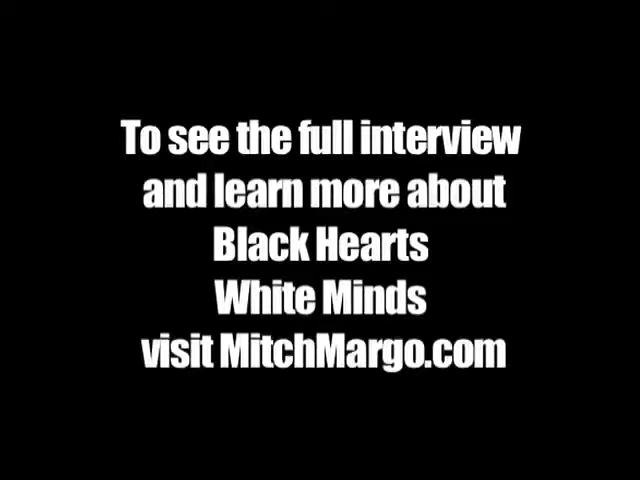 To see the full interview
and learn more about
Black Hearts
White Minds
visit MitchMargo.com